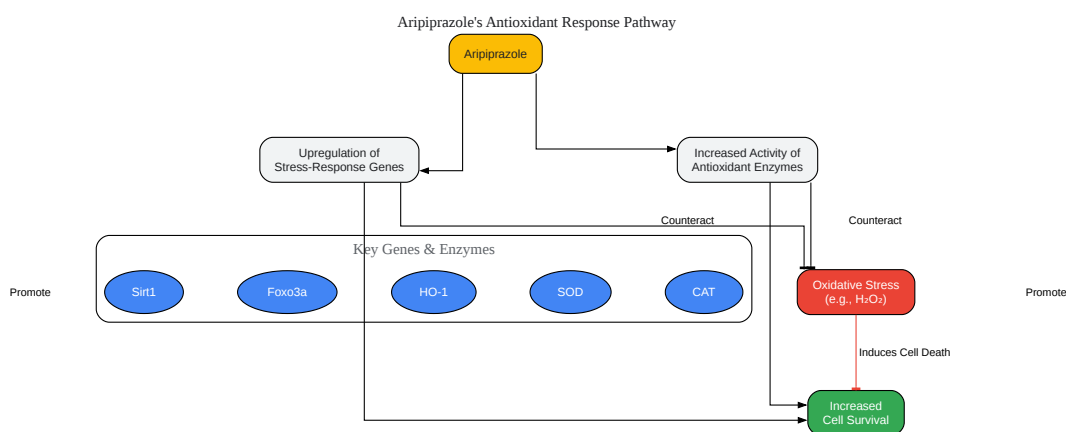 Aripiprazole's Antioxidant Response Pathway
Aripiprazole
Upregulation of
Stress-Response Genes
Increased Activity of
Antioxidant Enzymes
Counteract
Counteract
Key Genes & Enzymes
Promote
Sirt1
Foxo3a
HO-1
SOD
CAT
Oxidative Stress
(e.g., H₂O₂)
Promote
Induces Cell Death
Increased
Cell Survival